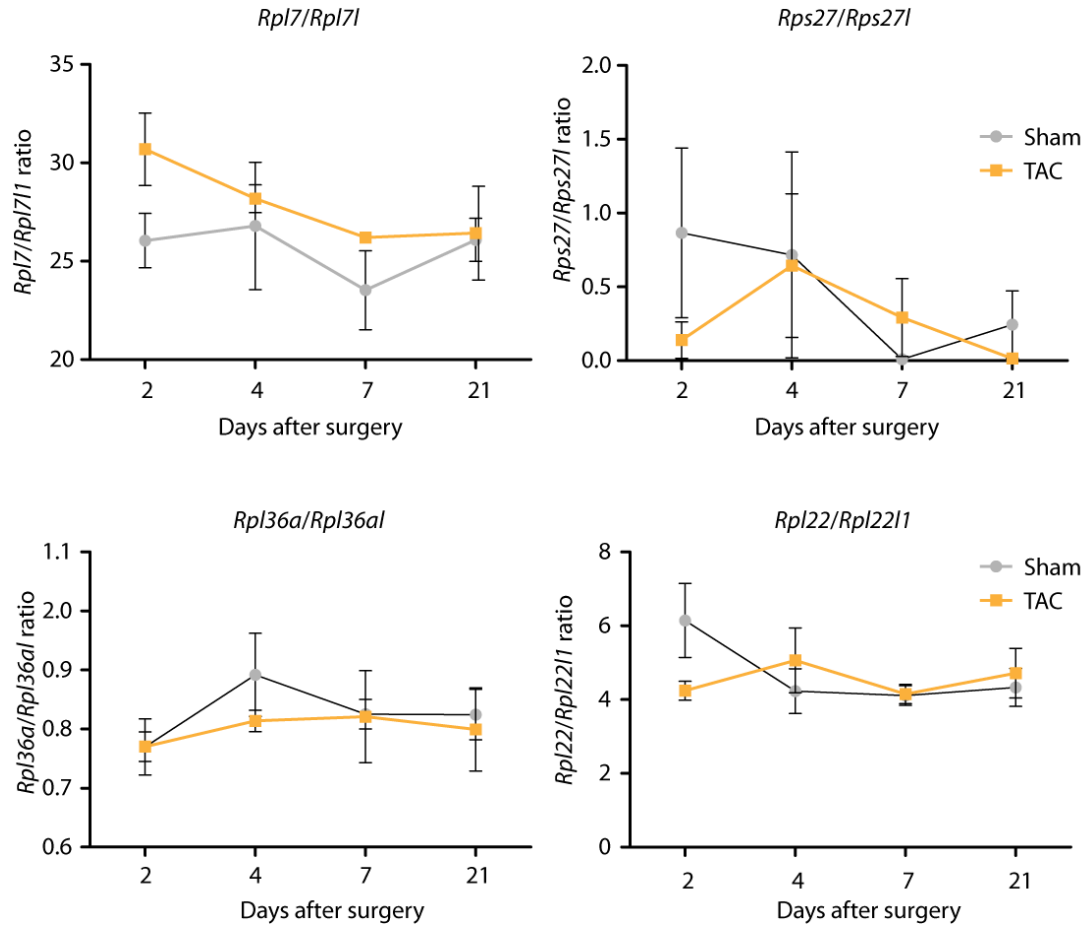 Rpl7/Rpl7l
Rpl7/Rpl7l1 ratio
35
30
25
20
2 4 7 21
Days after surgery
Rps27/Rps27l
Rps27/Rps27l ratio
2.0
1.5
1.0
0.5
0.0
2 4 7 21
Days after surgery
Sham
TAC
Rpl36a/Rpl36al
Rpl36a/Rpl36al ratio
1.1
2.0
0.9
0.8
0.7
0.6
2 4 7 21
Days after surgery
Rpl22/Rpl22l1
Rpl22/Rpl22l1 ratio
8
6
4
2
0
2 4 7 21
Days after surgery
Sham
TAC